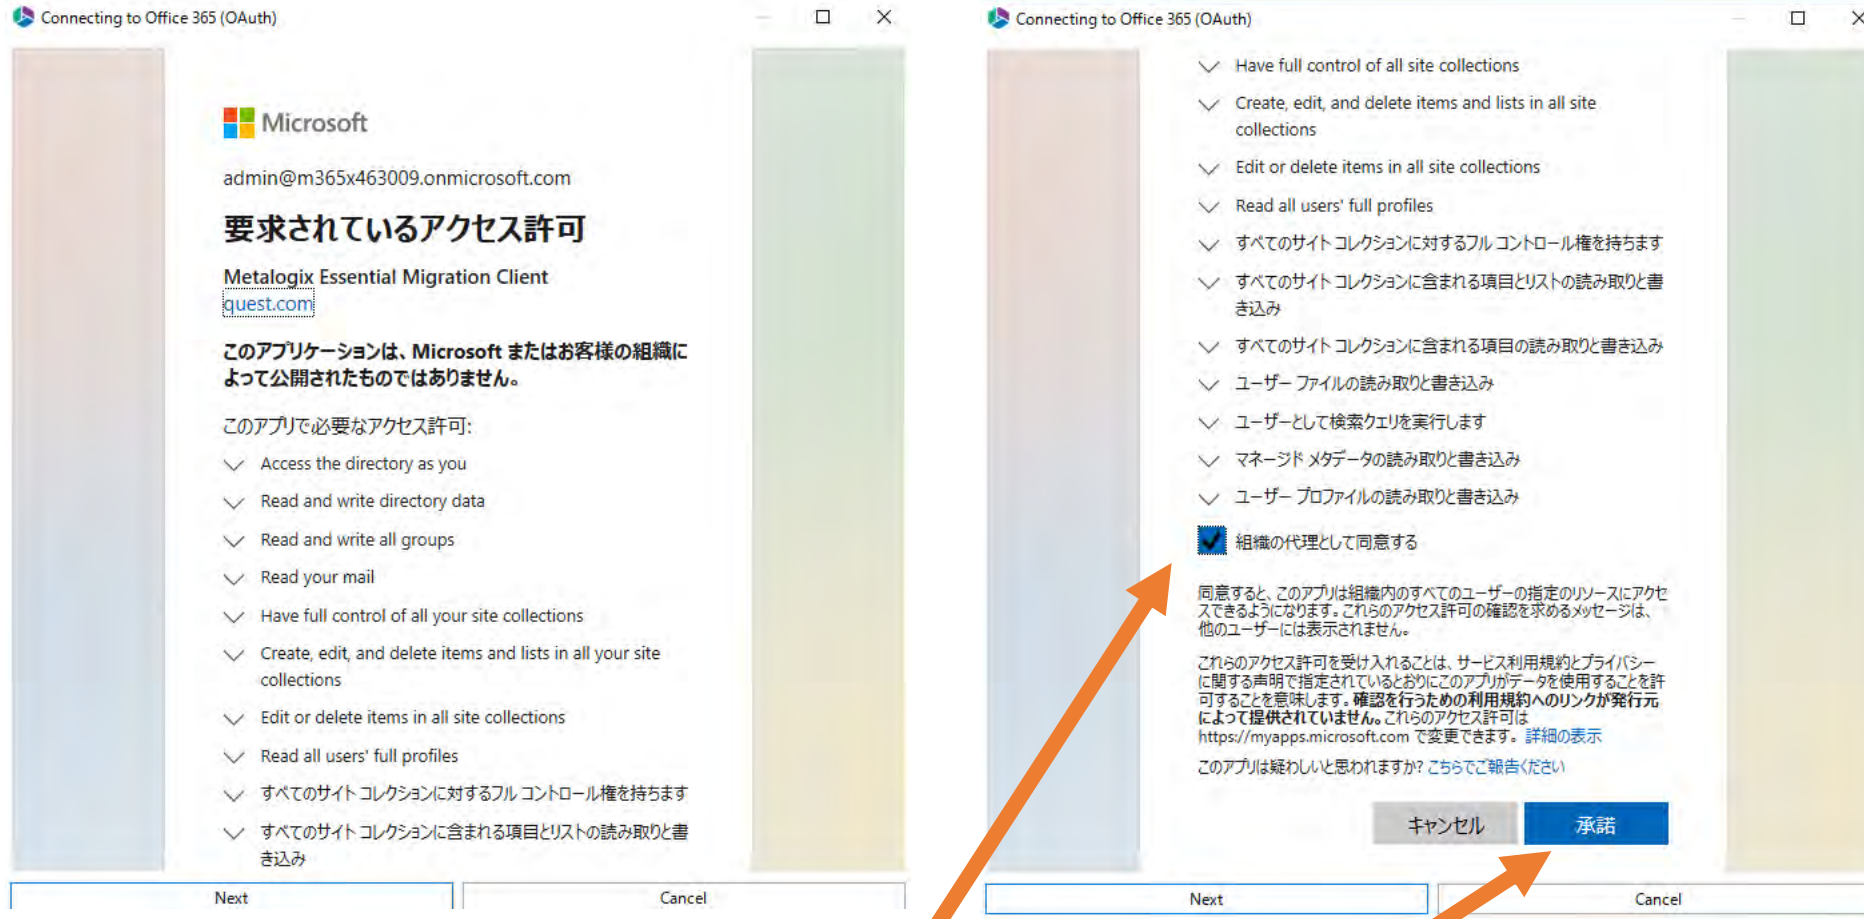 Connecting to Office 365 (OAuth)
Microsoft
admin@m365x463009.onmicrosoft.com
要求されているアクセス許可
Metalogix Essential Migration Client
quest.com
このアプリケーションは、Microsoft またはお客様の組織に
よって公開されたものではありません。
このアプリで必要なアクセス許可:
Access the directory as you
Read and write directory data
Read and write all groups
Read your mail
Have full control of all your site collections
Create, edit, and delete items and lists in all your site
collections
Edit or delete items in all site collections
Read all users' full profiles
すべてのサイト コレクションに対するフル コントロール権を持ちます
すべてのサイト コレクションに含まれる項目とリストの読み取りと書
き込み
Next
Cancel
Connecting to Office 365 (OAuth)
Have full control of all site collections
Create, edit, and delete items and lists in all site
collections
Edit or delete items in all site collections
Read all users' full profiles
すべてのサイト コレクションに対するフル コントロール権を持ちます
すべてのサイト コレクションに含まれる項目とリストの読み取りと書
き込み
すべてのサイト コレクションに含まれる項目の読み取りと書き込み
ユーザー ファイルの読み取りと書き込み
ユーザーとして検索クエリを実行します
マネージド メタデータの読み取りと書き込み
ユーザー プロファイルの読み取りと書き込み
組織の代理として同意する
同意すると、このアプリは組織内のすべてのユーザーの指定のリソースにアクセ
スできるようになります。これらのアクセス許可の確認を求めるメッセージは、
他のユーザーには表示されません。
これらのアクセス許可を受け入れることは、サービス利用規約とプライバシー
に関する声明で指定されているとおりにこのアプリがデータを使用することを許
可することを意味します。確認を行うための利用規約へのリンクが発行元
によって提供されていません。これらのアクセス許可は
https://myapps.microsoft.com で変更できます。詳細の表示
このアプリは疑わしいと思われますか? こちらでご報告ください
キャンセル
承諾
Next
Cancel